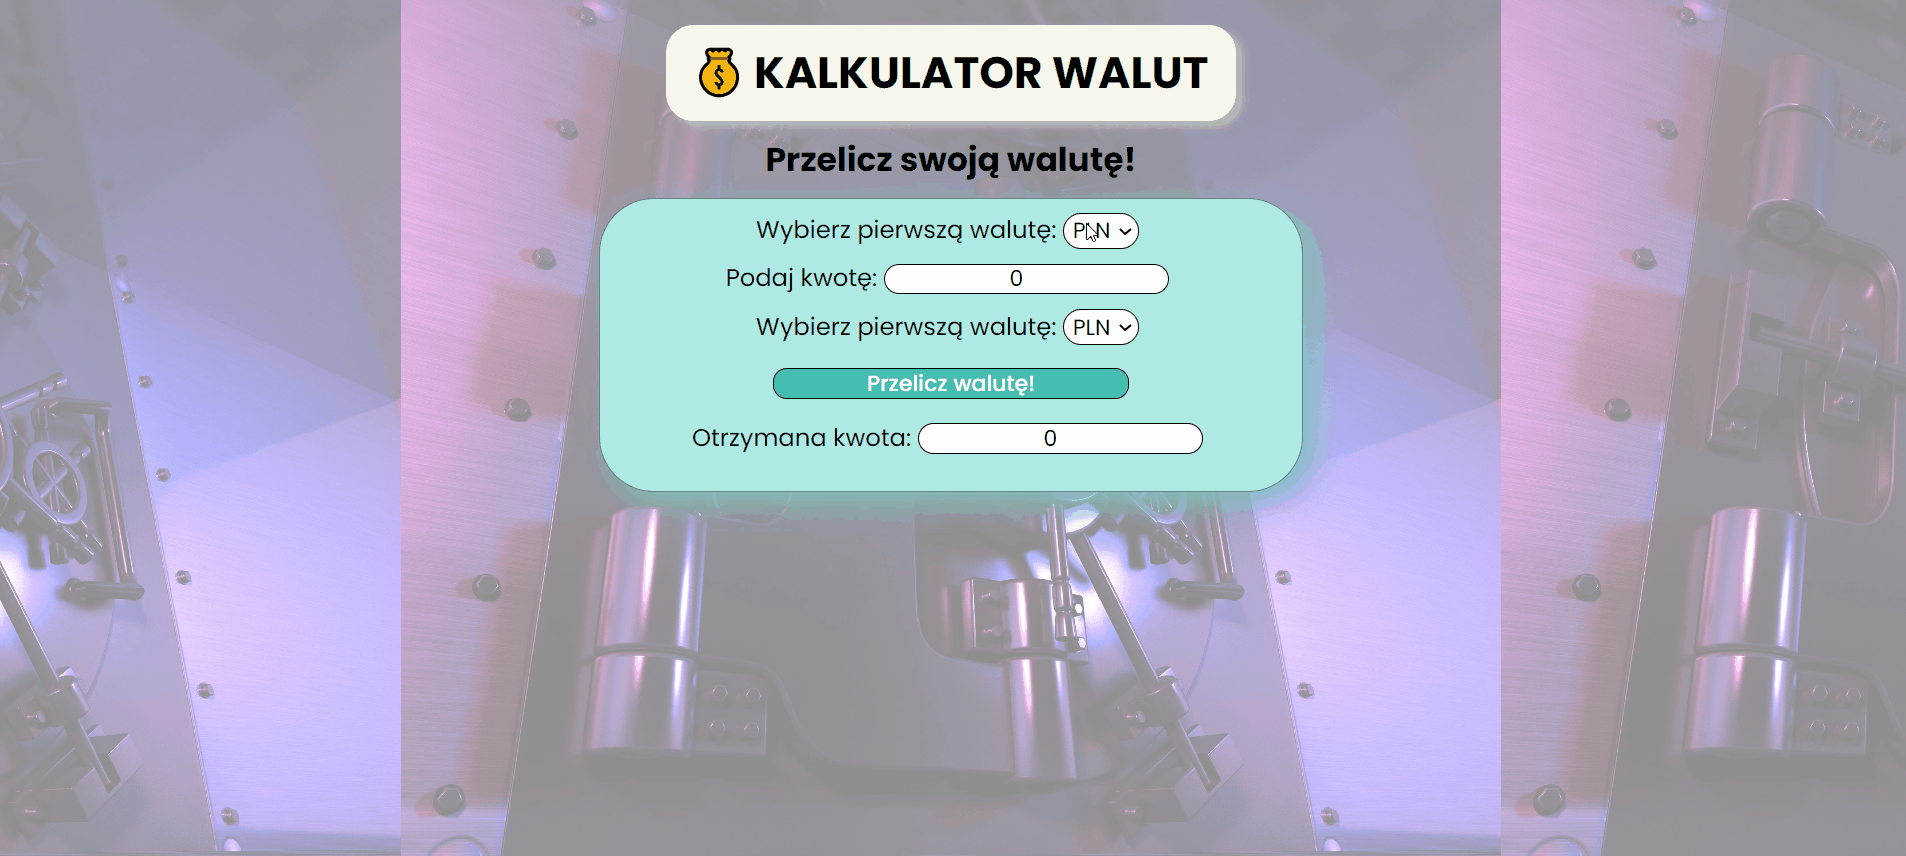 KALKULATOR WALUT
Przelicz swoją walutę!
Wybierz pierwszą walutę: PLN
Podaj kwotę: 0
Wybierz pierwszą walutę: PLN
Przelicz walutę!
Otrzymana kwota: 0